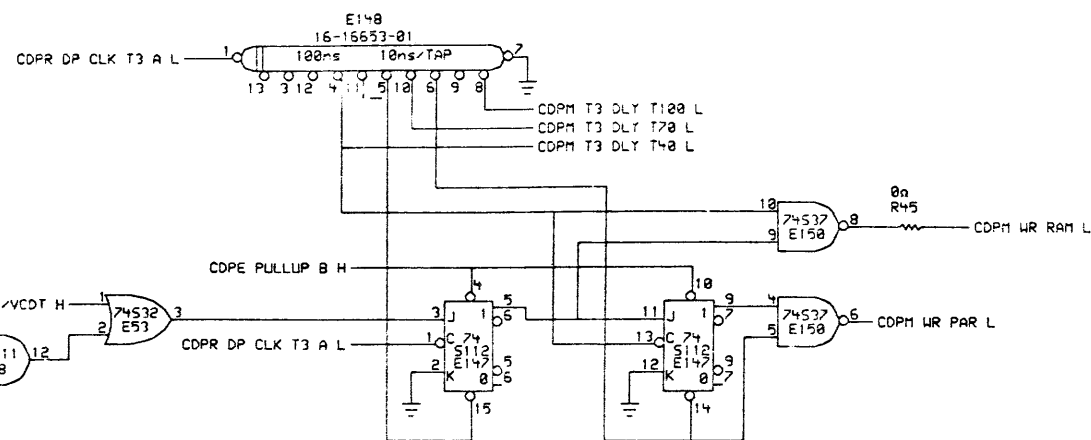 E148
16-16653-01
CDPR DP CLK T3 A L
1
100ns 10ns/TAP
7
13 3 12 4 11 5 10 6 9 8
CDPM T3 DLY T100 L
CDPM T3 DLY T70 L
CDPM T3 DLY T40 L
10
9
74S37
E150
8
0Ω
R45
CDPM WR RAM L
CDPE PULLUP B H
4
10
/VCDT H
1
2
74S32
E53
3
11
8
12
3
J
1
5
6
1
C
74
S112
E147
CDPR DP CLK T3 A L
2
K
0
5
6
15
11
J
1
9
7
13
C
74
S112
E147
12
K
0
9
7
14
4
5
74S37
E150
6
CDPM WR PAR L